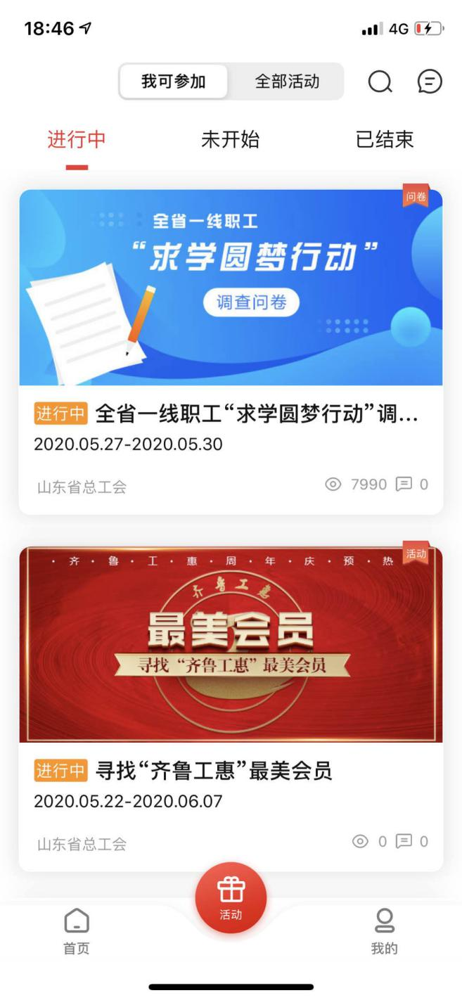 18:46
4G
我可参加
全部活动
进行中
未开始
已结束
问卷
全省一线职工
“求学圆梦行动”
调查问卷
进行中 全省一线职工“求学圆梦行动”调...
2020.05.27-2020.05.30
山东省总工会
7990
0
活动
·齐·鲁·工·惠·周·年·庆·预·热
齐鲁工惠
最美会员
寻找“齐鲁工惠”最美会员
进行中 寻找“齐鲁工惠”最美会员
2020.05.22-2020.06.07
山东省总工会
0
0
首页
活动
我的